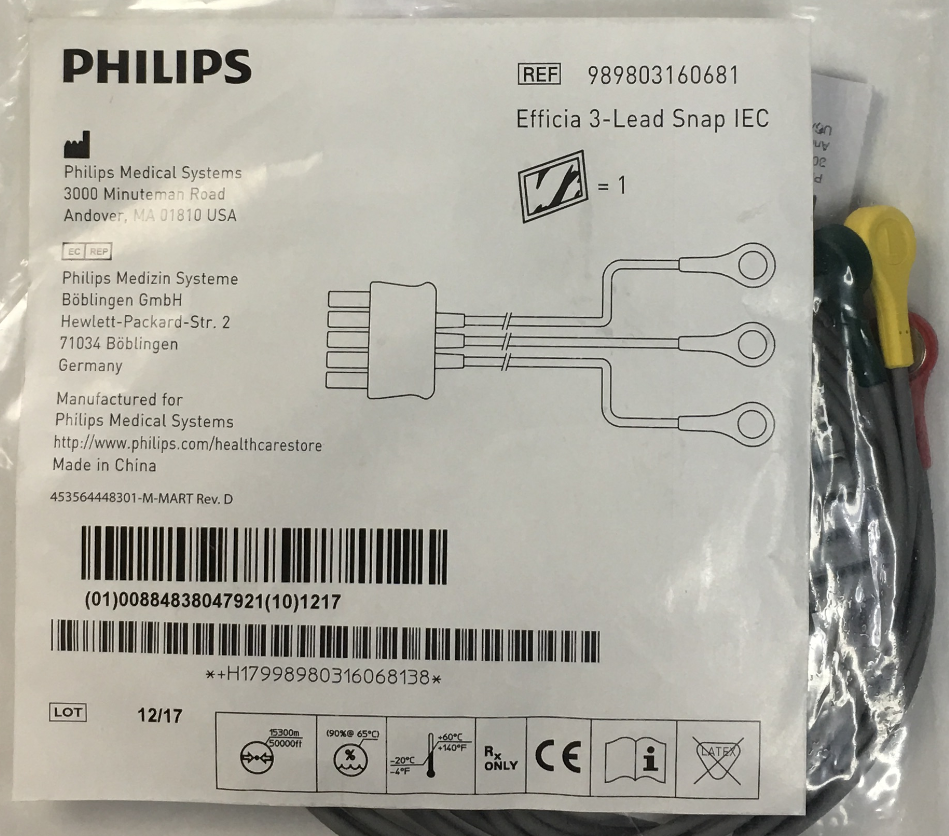 PHILIPS
REF 989803160681
Efficia 3-Lead Snap IEC
= 1
Philips Medical Systems
3000 Minuteman Road
Andover, MA 01810 USA
EC REP
Philips Medizin Systeme
Böblingen GmbH
Hewlett-Packard-Str. 2
71034 Böblingen
Germany
Manufactured for
Philips Medical Systems
http://www.philips.com/healthcarestore
Made in China
453564448301-M-MART Rev. D
(01)00884838047921(10)1217
*+H17998980316068138*
LOT 12/17
15300m
50000ft
(90%@ 65°C)
%
+60°C
+140°F
-20°C
-4°F
Rx
ONLY
CE
i
LATEX